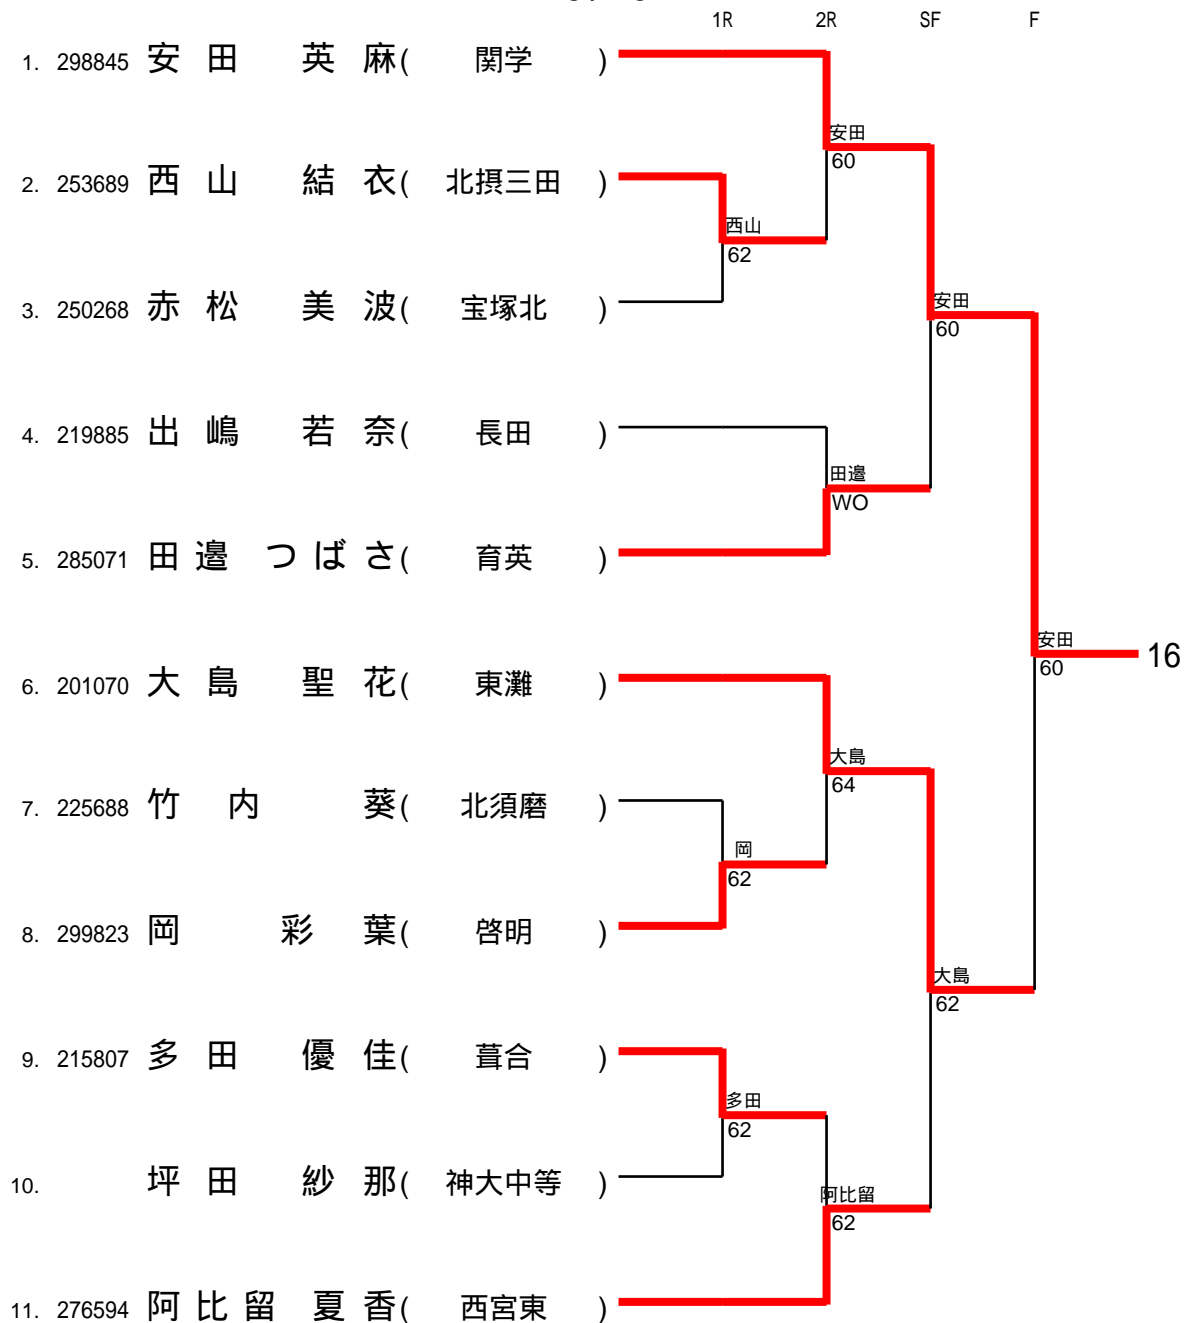 1R 2R SF F
1. 298845 安 田 英 麻( 関学 )
安田
60
2. 253689 西 山 結 衣( 北摂三田 )
西山
62
3. 250268 赤 松 美 波( 宝塚北 )
安田
60
4. 219885 出 嶋 若 奈( 長田 )
田邉
WO
5. 285071 田 邉 つ ば さ( 育英 )
安田
60
16
6. 201070 大 島 聖 花( 東灘 )
大島
64
7. 225688 竹 内 葵( 北須磨 )
岡
62
8. 299823 岡 彩 葉( 啓明 )
大島
62
9. 215807 多 田 優 佳( 葺合 )
多田
62
10. 坪 田 紗 那( 神大中等 )
阿比留
62
11. 276594 阿 比 留 夏 香( 西宮東 )